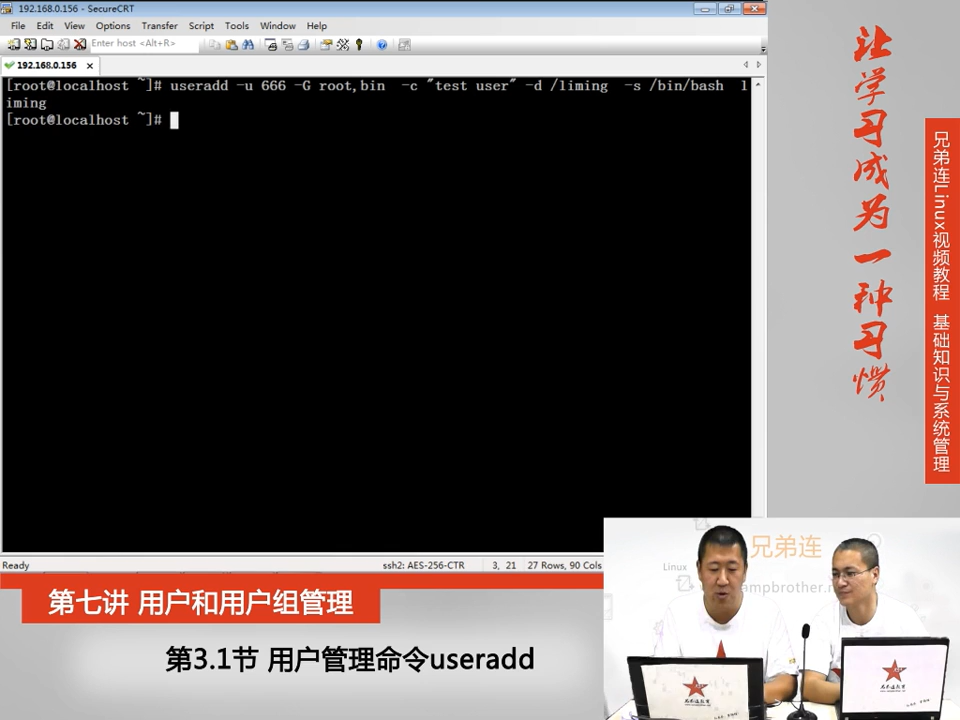 192.168.0.156 - SecureCRT
File Edit View Options Transfer Script Tools Window Help
Enter host <Alt+R>
192.168.0.156
[root@localhost ~]# useradd -u 666 -G root,bin  -c "test user" -d /liming  -s /bin/bash  l
iming
[root@localhost ~]#
Ready ssh2: AES-256-CTR 3, 21 27 Rows, 90 Cols
让学习成为一种习惯
兄弟连Linux视频教程 基础知识与系统管理
第七讲 用户和用户组管理
第3.1节 用户管理命令useradd
兄弟连
Linux